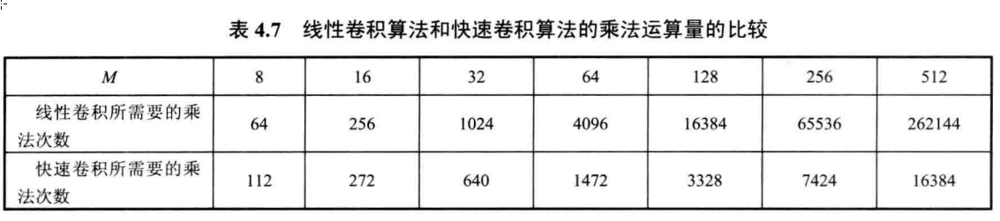 表 4.7 线性卷积算法和快速卷积算法的乘法运算量的比较
M 8 16 32 64 128 256 512
线性卷积所需要的乘
法次数 64 256 1024 4096 16384 65536 262144
快速卷积所需要的乘
法次数 112 272 640 1472 3328 7424 16384